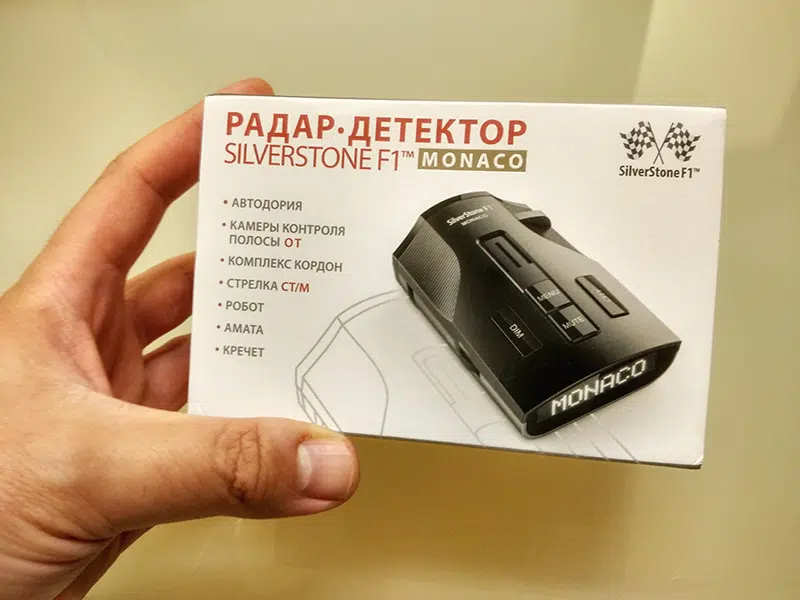 РАДАР·ДЕТЕКТОР
SILVERSTONE F1™ MONACO
SilverStone F1™
• АВТОДОРИЯ
• КАМЕРЫ КОНТРОЛЯ
ПОЛОСЫ ОТ
• КОМПЛЕКС КОРДОН
• СТРЕЛКА СТ/М
• РОБОТ
• АМАТА
• КРЕЧЕТ
SilverStone F1
MONACO
MENU
MUTE
DIM
MONACO